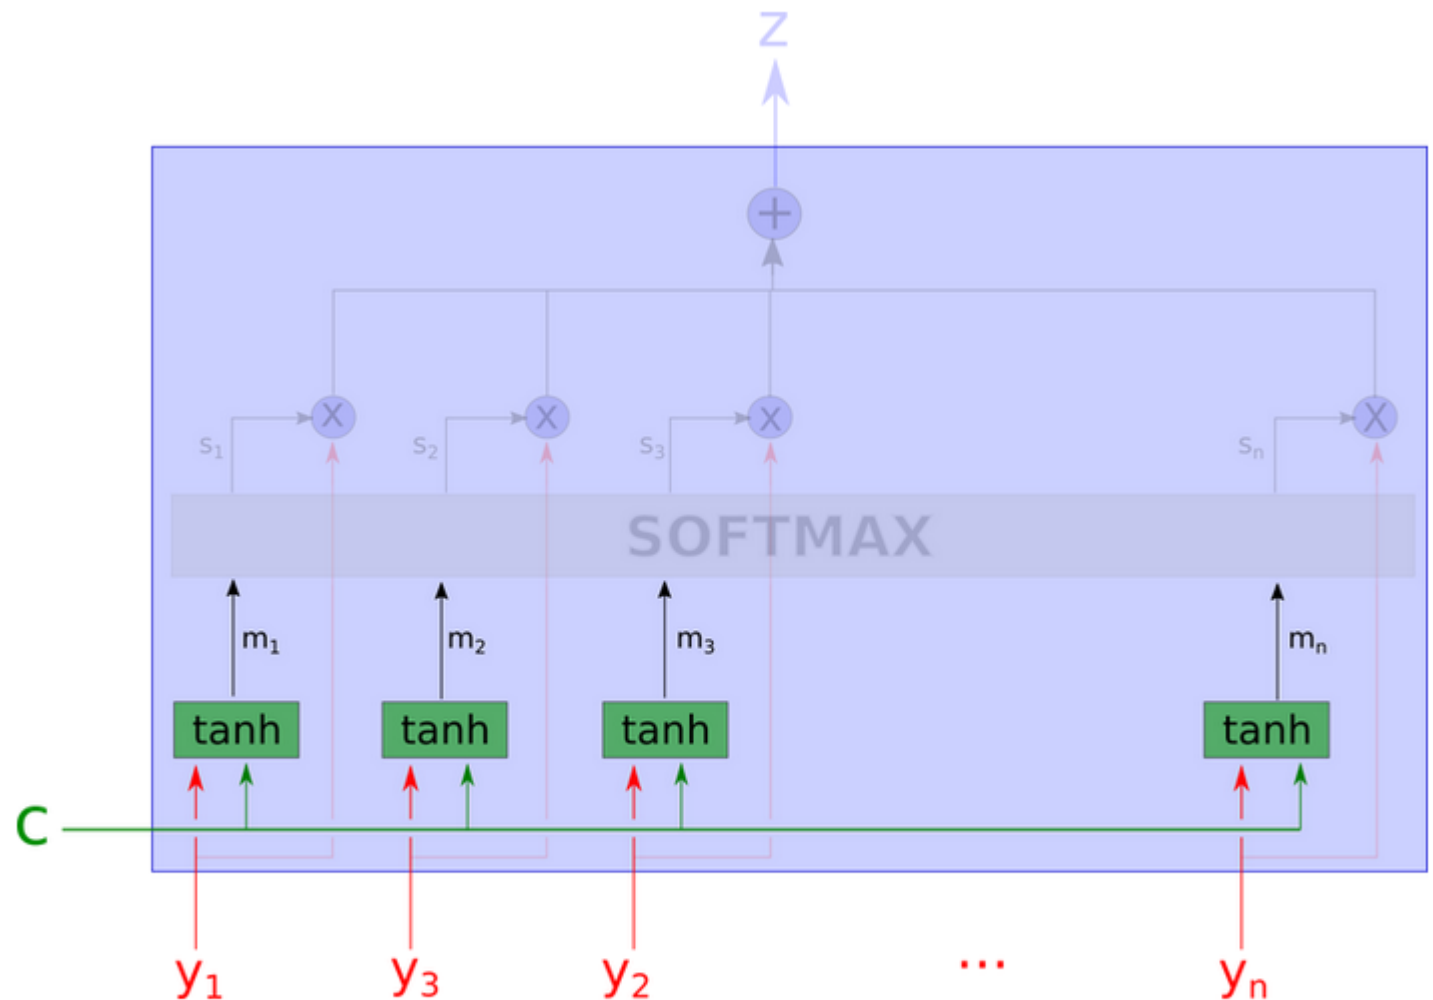 Z
+
X X X X
s₁ s₂ s₃ sₙ
SOFTMAX
m₁ m₂ m₃ mₙ
tanh tanh tanh tanh
C
y₁ y₃ y₂ ... yₙ